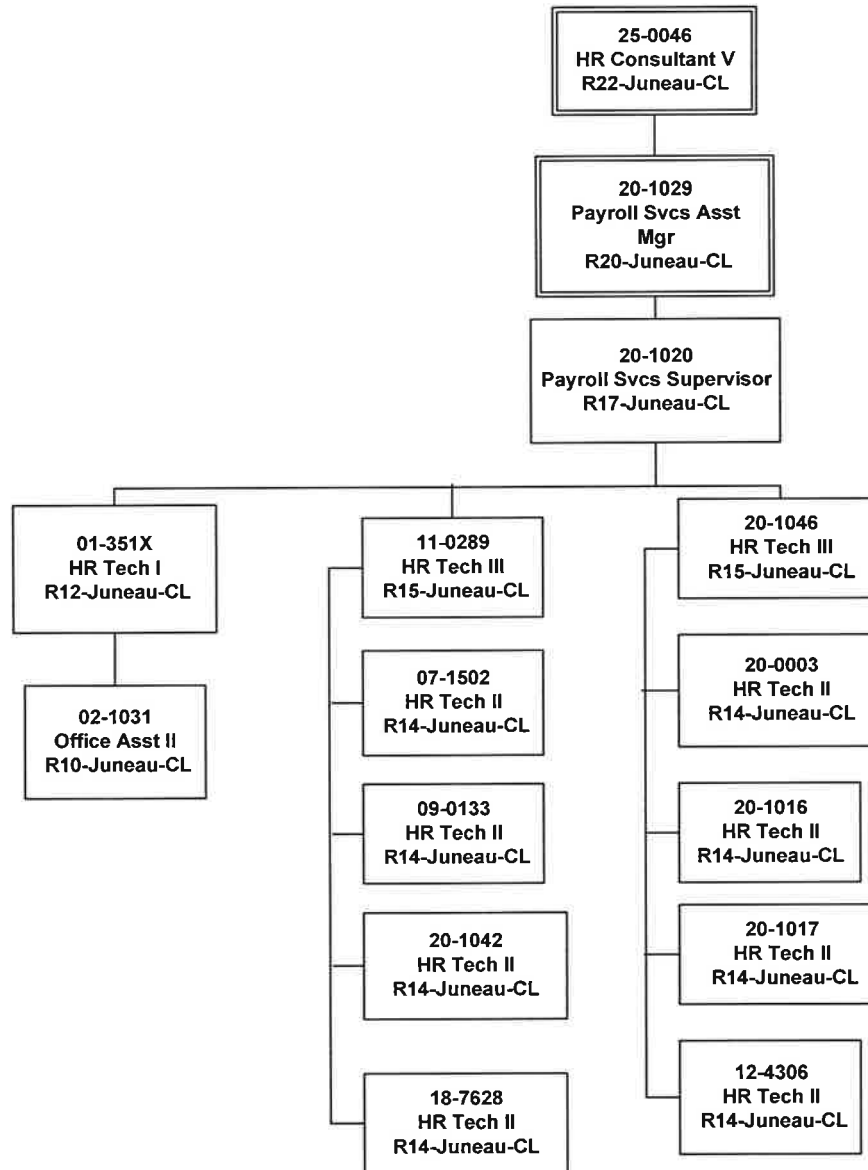 25-0046
HR Consultant V
R22-Juneau-CL
20-1029
Payroll Svcs Asst
Mgr
R20-Juneau-CL
20-1020
Payroll Svcs Supervisor
R17-Juneau-CL
01-351X
HR Tech I
R12-Juneau-CL
02-1031
Office Asst II
R10-Juneau-CL
11-0289
HR Tech III
R15-Juneau-CL
07-1502
HR Tech II
R14-Juneau-CL
09-0133
HR Tech II
R14-Juneau-CL
20-1042
HR Tech II
R14-Juneau-CL
18-7628
HR Tech II
R14-Juneau-CL
20-1046
HR Tech III
R15-Juneau-CL
20-0003
HR Tech II
R14-Juneau-CL
20-1016
HR Tech II
R14-Juneau-CL
20-1017
HR Tech II
R14-Juneau-CL
12-4306
HR Tech II
R14-Juneau-CL